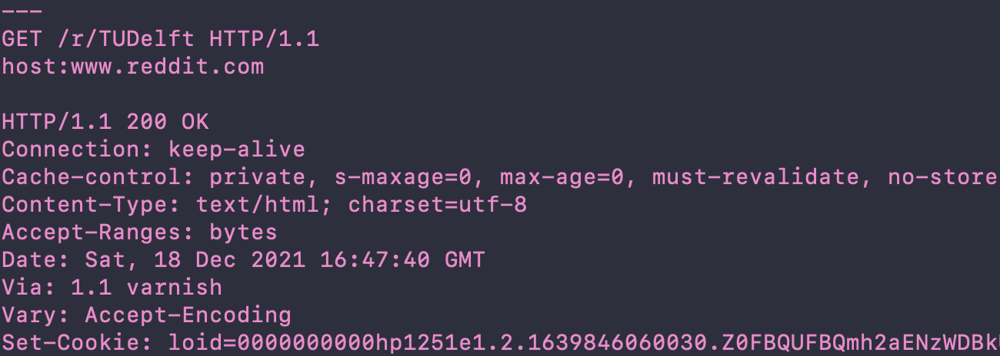 ---
GET /r/TUDelft HTTP/1.1
host:www.reddit.com
HTTP/1.1 200 OK
Connection: keep-alive
Cache-control: private, s-maxage=0, max-age=0, must-revalidate, no-store
Content-Type: text/html; charset=utf-8
Accept-Ranges: bytes
Date: Sat, 18 Dec 2021 16:47:40 GMT
Via: 1.1 varnish
Vary: Accept-Encoding
Set-Cookie: loid=0000000000hp1251e1.2.1639846060030.Z0FBQUFBQmh2aENzWDBk